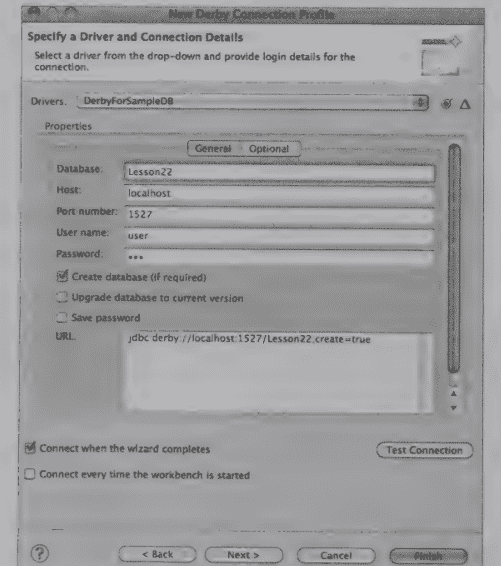 New Derby Connection Profile
Specify a Driver and Connection Details
Select a driver from the drop-down and provide login details for the
connection.
Drivers. DerbyForSampleDB
Properties
General Optional
Database: Lesson22
Host: localhost
Port number: 1527
User name: user
Password: •••
Create database (if required)
Upgrade database to current version
Save password
URL. jdbc derby://localhost:1527/Lesson22 create=true
Connect when the wizard completes
Test Connection
Connect every time the workbench is started
? < Back Next > Cancel Finish